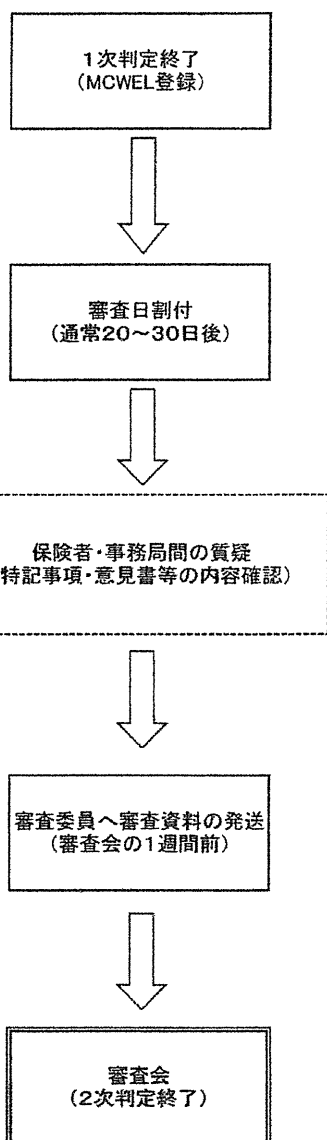 1次判定終了
(MCWEL登録)
審査日割付
(通常20～30日後)
保険者・事務局間の質疑
特記事項・意見書等の内容確認)
審査委員へ審査資料の発送
(審査会の1週間前)
審査会
(2次判定終了)